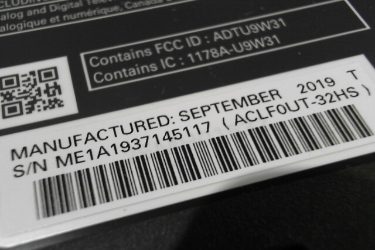 alog and Digital Televi
alogique et numérique, Canada
Contains FCC ID : ADTU9W31
Contains IC : 1178A-U9W31
MANUFACTURED: SEPTEMBER 2019 T
S/N ME1A1937145117 ( ACLF0UT-32HS )